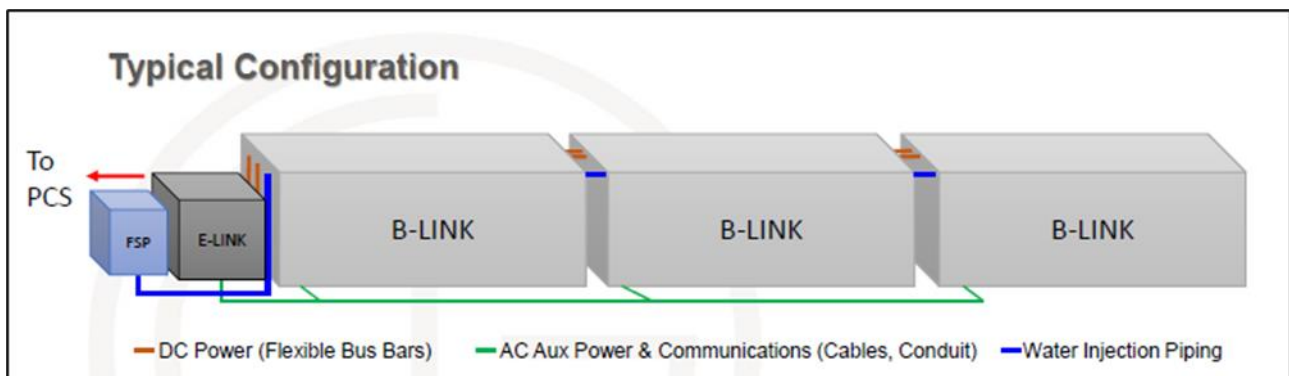 Typical Configuration
To
PCS
FSP
E-LINK
B-LINK
B-LINK
B-LINK
DC Power (Flexible Bus Bars)
AC Aux Power & Communications (Cables, Conduit)
Water Injection Piping